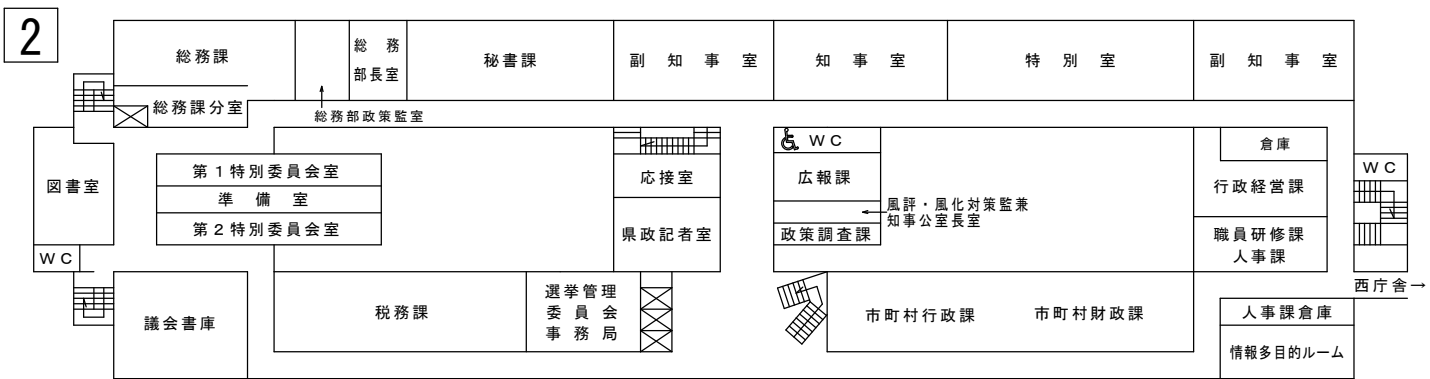 2
総務課
総務
部長室
秘書課
副知事室
知事室
特別室
副知事室
総務課分室
総務部政策監室
WC
倉庫
第1特別委員会室
応接室
広報課
WC
図書室
準備室
行政経営課
風評・風化対策監兼
知事公室長室
第2特別委員会室
県政記者室
政策調査課
職員研修課
人事課
WC
西庁舎→
選挙管理
委員会
事務局
税務課
議会書庫
市町村行政課
市町村財政課
人事課倉庫
情報多目的ルーム